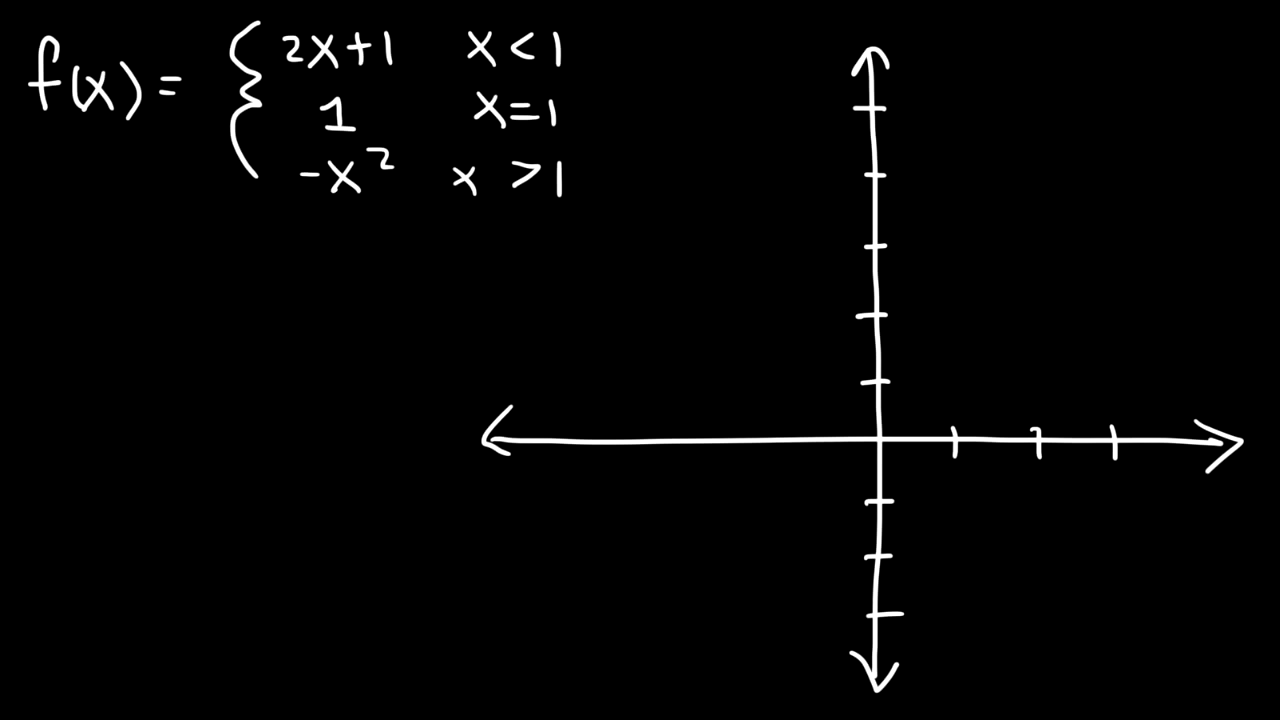 f(x) = { 2x+1 x < 1
1 x = 1
-x² x > 1